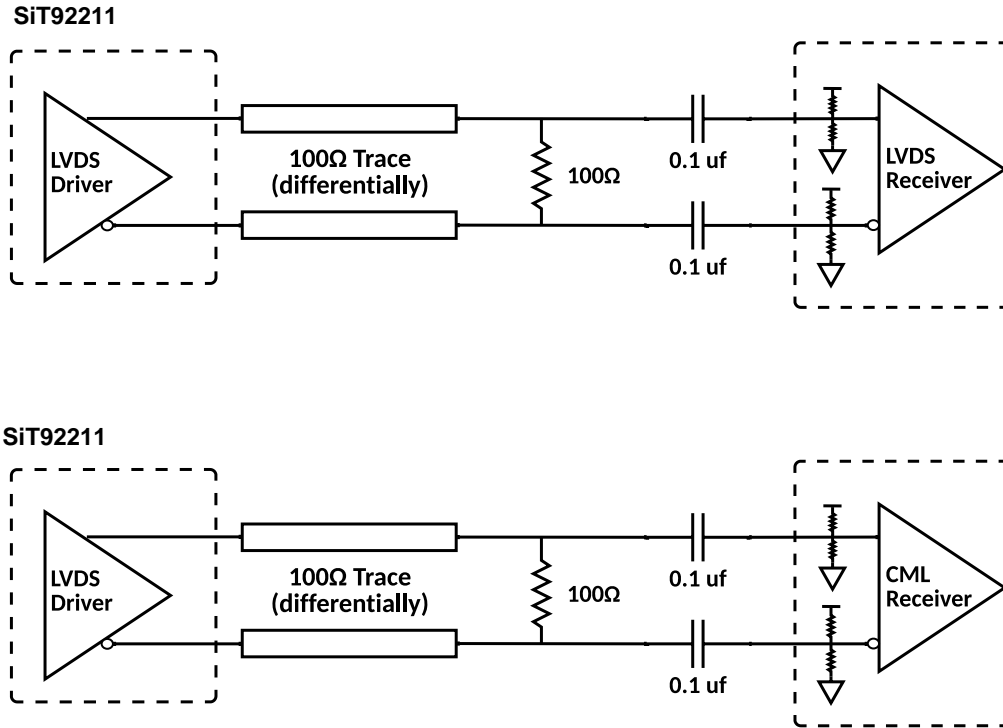 SiT92211
LVDS
Driver
100Ω Trace
(differentially)
100Ω
0.1 uf
0.1 uf
LVDS
Receiver
SiT92211
LVDS
Driver
100Ω Trace
(differentially)
100Ω
0.1 uf
0.1 uf
CML
Receiver